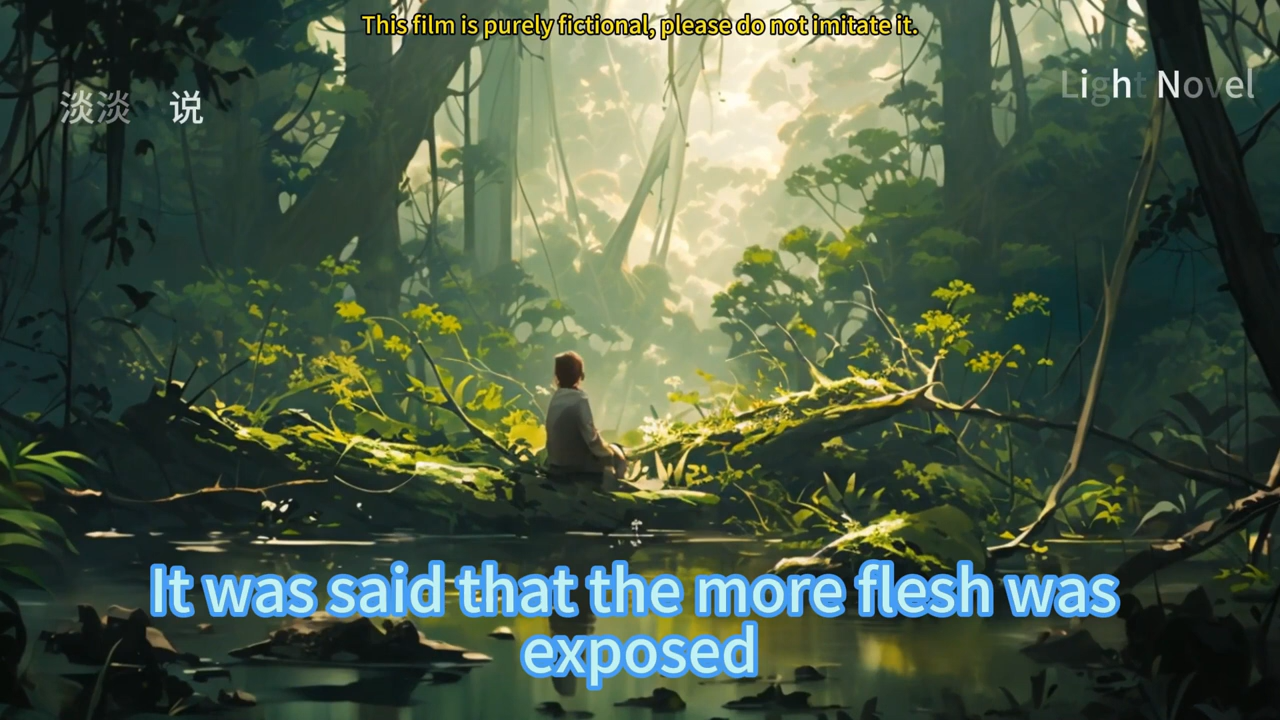 This film is purely fictional, please do not imitate it.
淡淡 说
Light Novel
It was said that the more flesh was
exposed